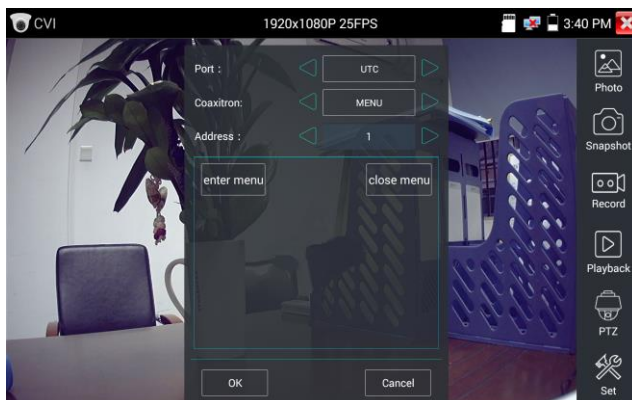 CVI 1920x1080P 25FPS 3:40 PM
Port : UTC
Coaxitron: MENU
Address : 1
enter menu close menu
OK Cancel
Photo
Snapshot
Record
Playback
PTZ
Set